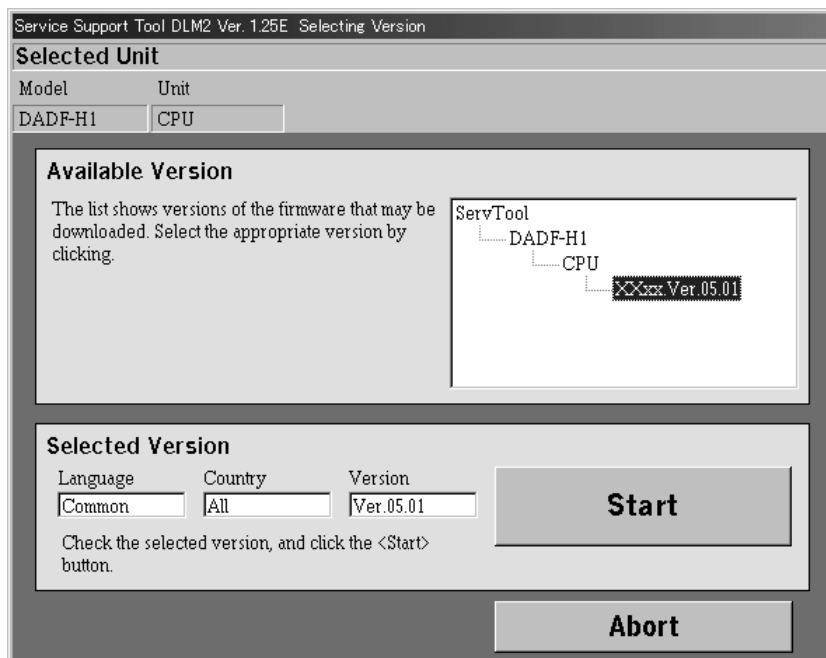 Service Support Tool DLM2 Ver. 1.25E Selecting Version
Selected Unit
Model Unit
DADF-H1 CPU
Available Version
The list shows versions of the firmware that may be
downloaded. Select the appropriate version by
clicking.
ServTool
DADF-H1
CPU
XXxx.Ver.05.01
Selected Version
Language Country Version
Common All Ver.05.01
Check the selected version, and click the <Start>
button.
Start
Abort